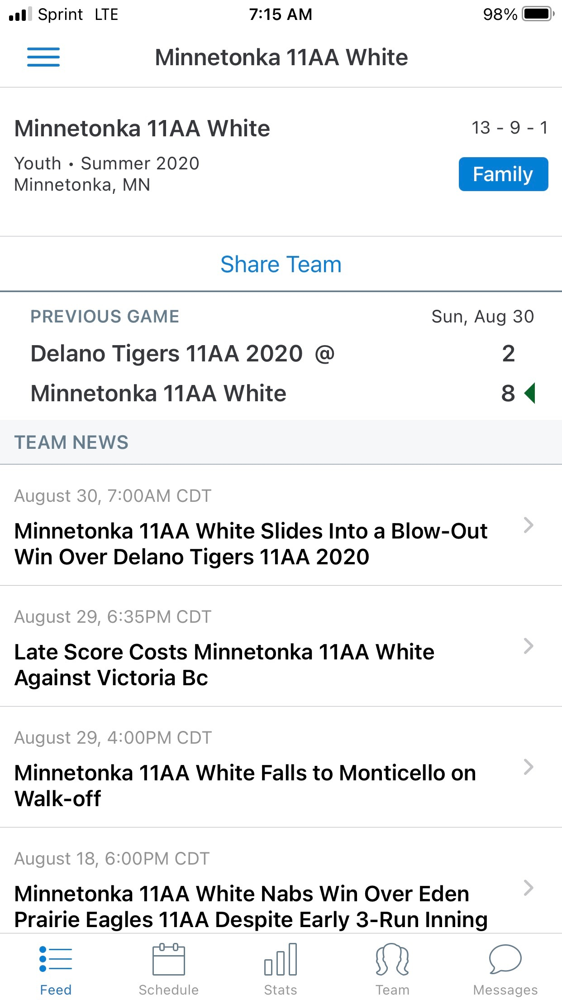 Sprint LTE 7:15 AM 98%
Minnetonka 11AA White
Minnetonka 11AA White 13 - 9 - 1
Youth • Summer 2020
Minnetonka, MN
Family
Share Team
PREVIOUS GAME Sun, Aug 30
Delano Tigers 11AA 2020 @ 2
Minnetonka 11AA White 8
TEAM NEWS
August 30, 7:00AM CDT
Minnetonka 11AA White Slides Into a Blow-Out
Win Over Delano Tigers 11AA 2020
August 29, 6:35PM CDT
Late Score Costs Minnetonka 11AA White
Against Victoria Bc
August 29, 4:00PM CDT
Minnetonka 11AA White Falls to Monticello on
Walk-off
August 18, 6:00PM CDT
Minnetonka 11AA White Nabs Win Over Eden
Prairie Eagles 11AA Despite Early 3-Run Inning
Feed Schedule Stats Team Messages